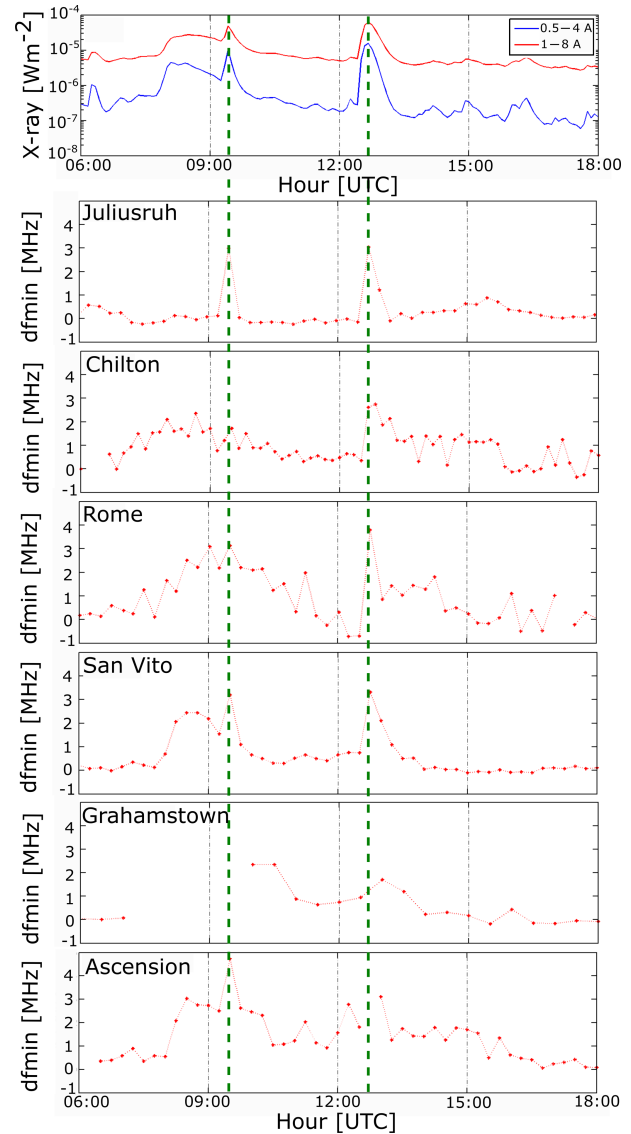 X-ray [Wm-2]
10-4
10-5
10-6
10-7
10-8
0.5—4 A
1—8 A
06:00 09:00 12:00 15:00 18:00
Hour [UTC]
Juliusruh
dfmin [MHz]
4
3
2
1
0
-1
Chilton
dfmin [MHz]
4
3
2
1
0
-1
Rome
dfmin [MHz]
4
3
2
1
0
-1
San Vito
dfmin [MHz]
4
3
2
1
0
-1
Grahamstown
dfmin [MHz]
4
3
2
1
0
-1
Ascension
dfmin [MHz]
4
3
2
1
0
-1
06:00 09:00 12:00 15:00 18:00
Hour [UTC]